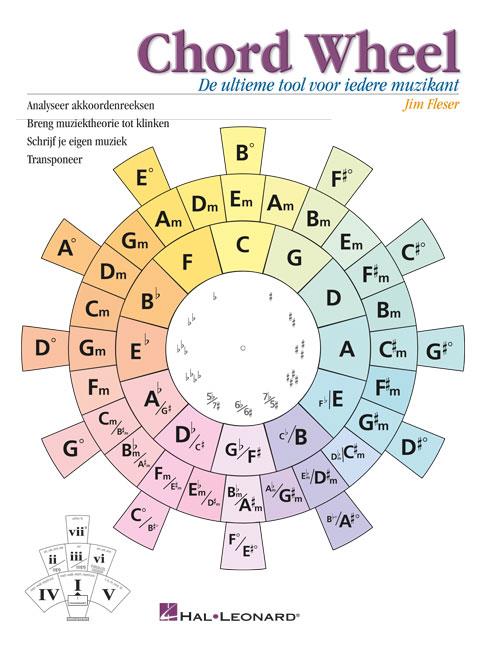 Chord Wheel
De ultieme tool voor iedere muzikant
Jim Fleser
Analyseer akkoordenreeksen
Breng muziektheorie tot klinken
Schrijf je eigen muziek
Transponeer
B°
E°
F♯°
Dm
Em
Am
Am
Bm
A°
Gm
F
C
G
Em
C♯°
Dm
B♭
D
F♯m
Cm
Bm
D°
Gm
E♭
A
C♯m
G♯°
Fm
A♭/G♯
F♭/E
F♯m
Cm/B♯m
D♭/C♯
G♭/F♯
C♭/B
G♯m
G°
B♭m/A♯m
D♭m/C♯m
D♯°
Fm/E♯m
E♭m/D♯m
B♭m/A♯m
A♭m/G♯m
E♭m/D♯m
C°/B♯°
F°/E♯°
B♭°/A♯°
5♭/7♯
6♭/6♯
7♭/5♯
vii°
ii
iii
vi
IV
I
V
HAL•LEONARD®